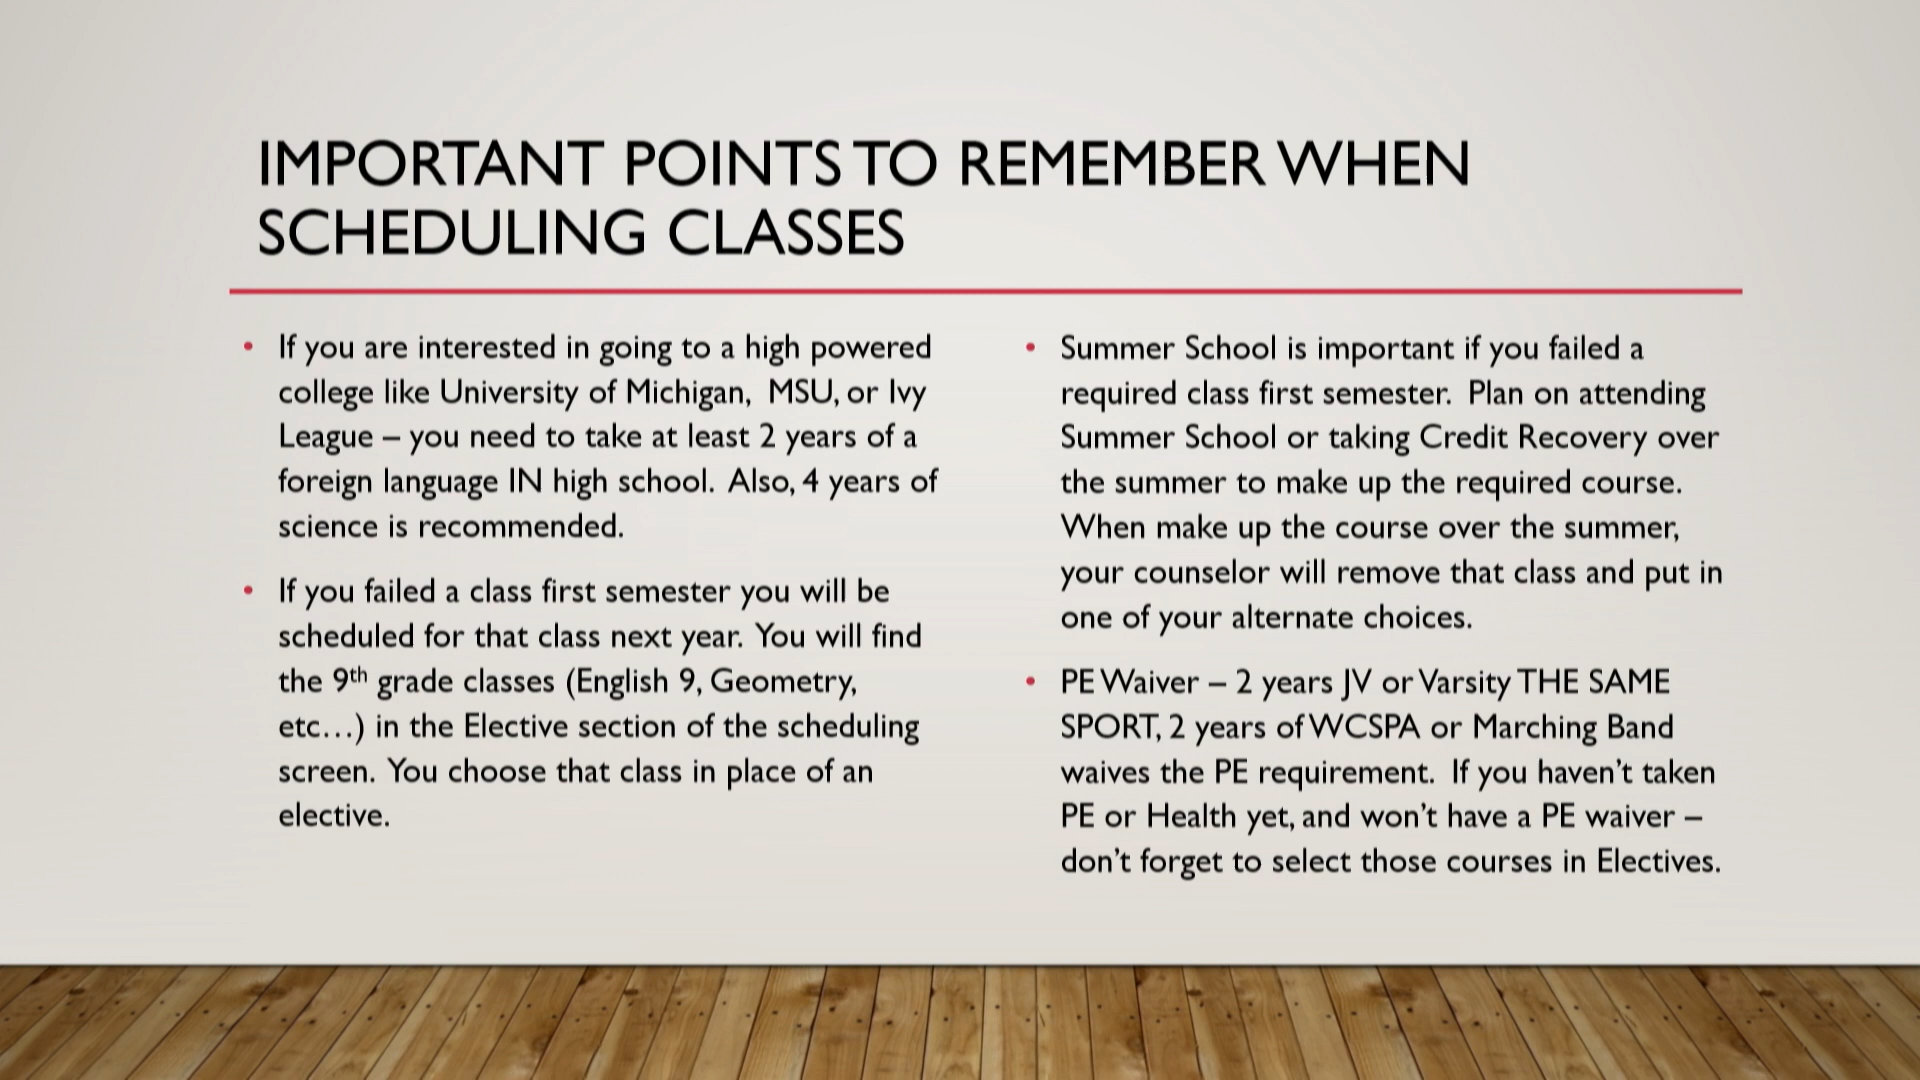 IMPORTANT POINTS TO REMEMBER WHEN
SCHEDULING CLASSES
• If you are interested in going to a high powered
college like University of Michigan,  MSU, or Ivy
League – you need to take at least 2 years of a
foreign language IN high school.  Also, 4 years of
science is recommended.
• If you failed a class first semester you will be
scheduled for that class next year.  You will find
the 9th grade classes (English 9, Geometry,
etc…) in the Elective section of the scheduling
screen.  You choose that class in place of an
elective.
• Summer School is important if you failed a
required class first semester.  Plan on attending
Summer School or taking Credit Recovery over
the summer to make up the required course.
When make up the course over the summer,
your counselor will remove that class and put in
one of your alternate choices.
• PE Waiver – 2 years JV or Varsity THE SAME
SPORT, 2 years of WCSPA or Marching Band
waives the PE requirement.  If you haven't taken
PE or Health yet, and won't have a PE waiver –
don't forget to select those courses in Electives.